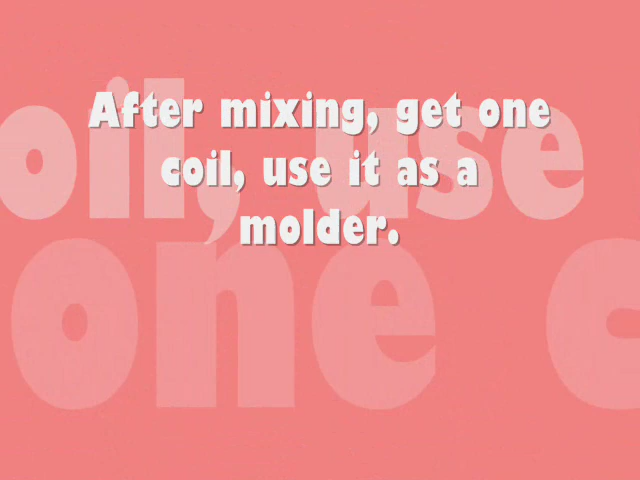 After mixing, get one
coil, use it as a
molder.
oil, use
one c